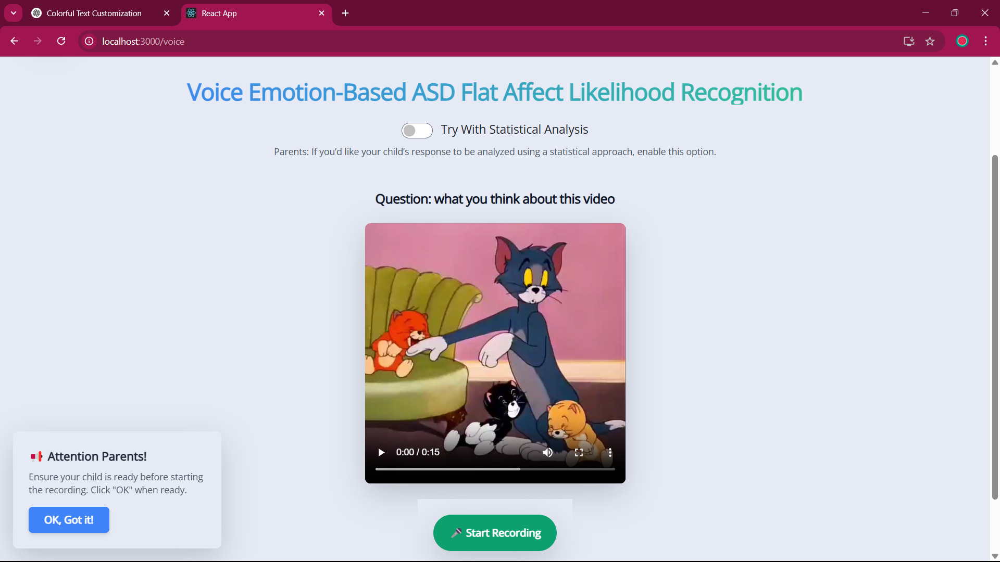 Colorful Text Customization
React App
localhost:3000/voice
Voice Emotion-Based ASD Flat Affect Likelihood Recognition
Try With Statistical Analysis
Parents: If you’d like your child’s response to be analyzed using a statistical approach, enable this option.
Question: what you think about this video
0:00 / 0:15
Attention Parents!
Ensure your child is ready before starting
the recording. Click "OK" when ready.
OK, Got it!
Start Recording